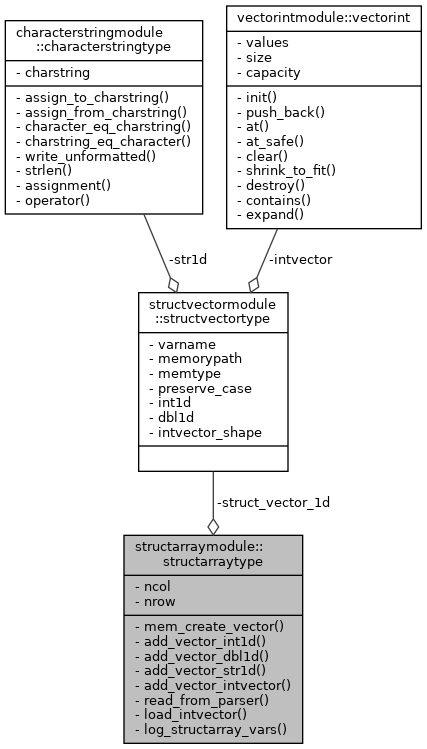 characterstringmodule
::characterstringtype
- charstring
- assign_to_charstring()
- assign_from_charstring()
- character_eq_charstring()
- charstring_eq_character()
- write_unformatted()
- strlen()
- assignment()
- operator()
vectorintmodule::vectorint
- values
- size
- capacity
- init()
- push_back()
- at()
- at_safe()
- clear()
- shrink_to_fit()
- destroy()
- contains()
- expand()
-str1d
-intvector
structvectormodule
::structvectortype
- varname
- memorypath
- memtype
- preserve_case
- int1d
- dbl1d
- intvector_shape
-struct_vector_1d
structarraymodule::
structarraytype
- ncol
- nrow
- mem_create_vector()
- add_vector_int1d()
- add_vector_dbl1d()
- add_vector_str1d()
- add_vector_intvector()
- read_from_parser()
- load_intvector()
- log_structarray_vars()